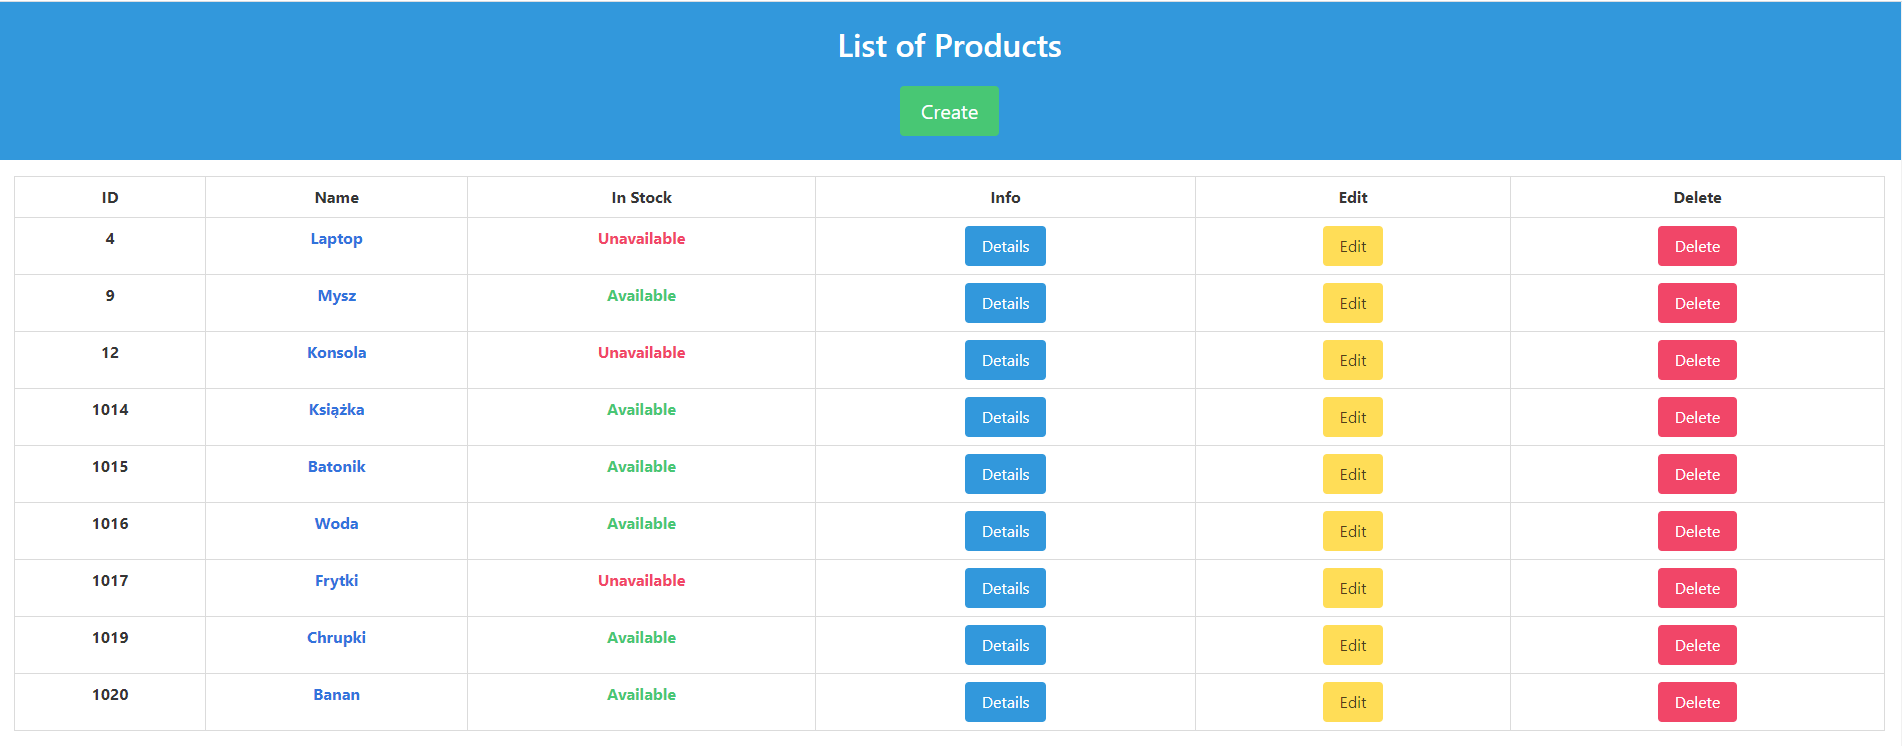 List of Products
Create
ID Name In Stock Info Edit Delete
4 Laptop Unavailable Details Edit Delete
9 Mysz Available Details Edit Delete
12 Konsola Unavailable Details Edit Delete
1014 Książka Available Details Edit Delete
1015 Batonik Available Details Edit Delete
1016 Woda Available Details Edit Delete
1017 Frytki Unavailable Details Edit Delete
1019 Chrupki Available Details Edit Delete
1020 Banan Available Details Edit Delete